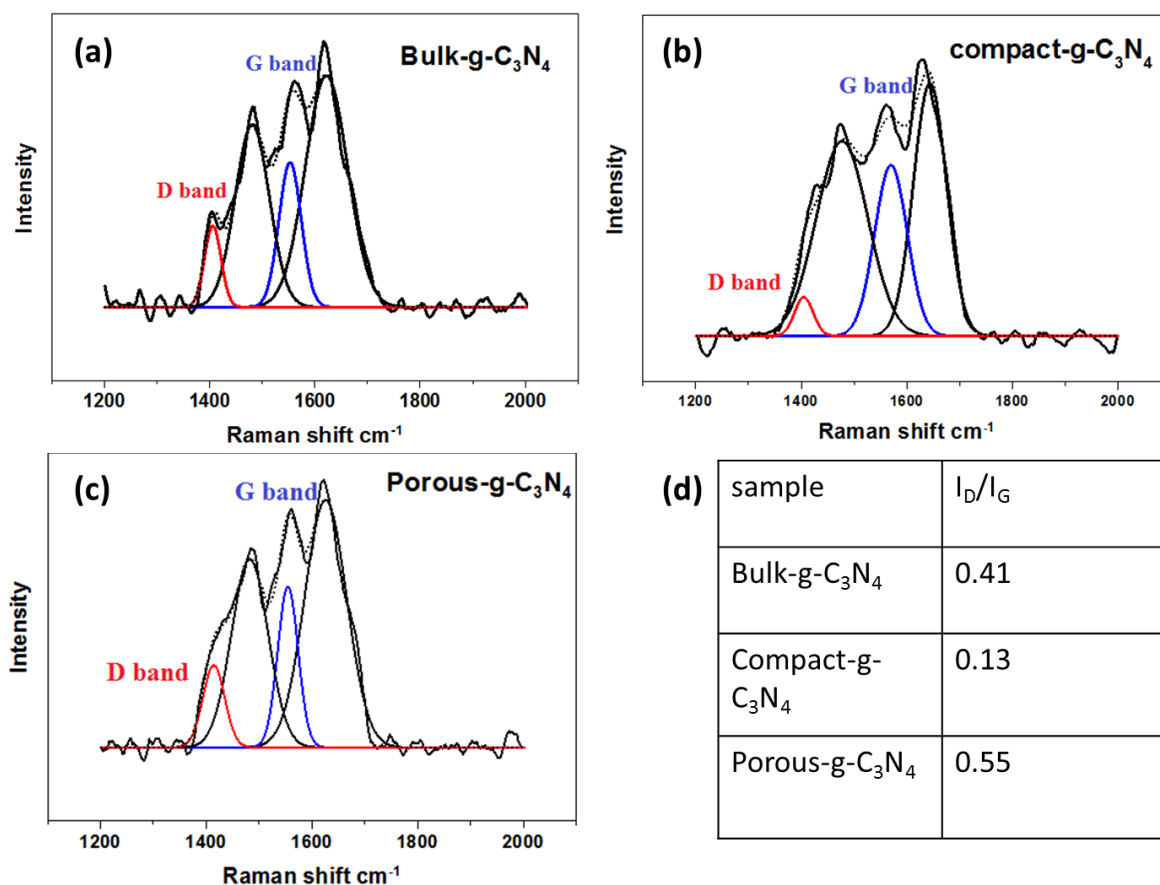 (a)
Bulk-g-C₃N₄
G band
D band
Intensity
1200 1400 1600 1800 2000
Raman shift cm⁻¹
(b)
compact-g-C₃N₄
G band
D band
Intensity
1200 1400 1600 1800 2000
Raman shift cm⁻¹
(c)
Porous-g-C₃N₄
G band
D band
Intensity
1200 1400 1600 1800 2000
Raman shift cm⁻¹
(d)
sample I_D/I_G
Bulk-g-C₃N₄ 0.41
Compact-g- 0.13
C₃N₄
Porous-g-C₃N₄ 0.55